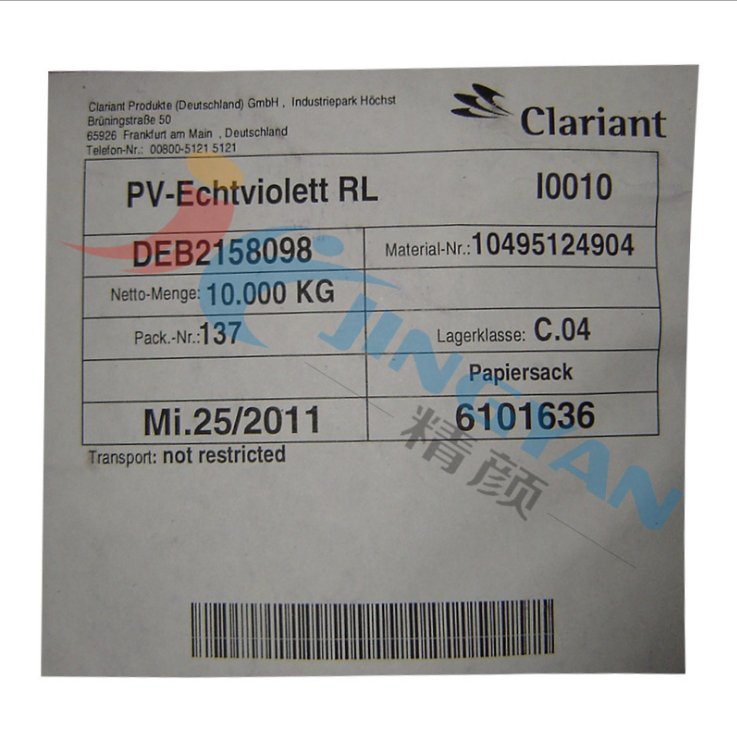 Clariant Produkte (Deutschland) GmbH, Industriepark Höchst
Brüningstraße 50
65926 Frankfurt am Main , Deutschland
Telefon-Nr.: 00800-5121 5121
Clariant
PV-Echtviolett RL I0010
DEB2158098 Material-Nr.: 10495124904
Netto-Menge: 10.000 KG
Pack.-Nr.: 137 Lagerklasse: C.04
Papiersack
Mi.25/2011 6101636
Transport: not restricted
JINGYAN
精颜